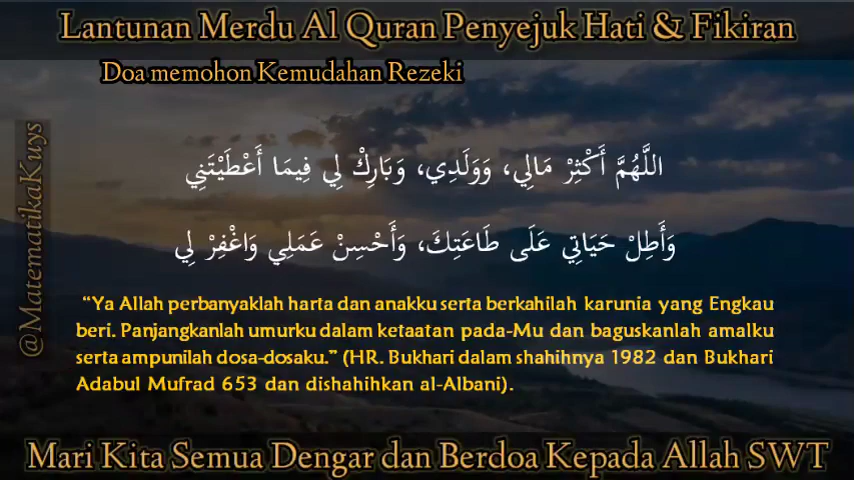 Lantunan Merdu Al Quran Penyejuk Hati & Fikiran
Doa memohon Kemudahan Rezeki
@MatematikaKuys
اللَّهُمَّ أَكْثِرْ مَالِي، وَوَلَدِي، وَبَارِكْ لِي فِيمَا أَعْطَيْتَنِي
وَأَطِلْ حَيَاتِي عَلَى طَاعَتِكَ، وَأَحْسِنْ عَمَلِي وَاغْفِرْ لِي
“Ya Allah perbanyaklah harta dan anakku serta berkahilah karunia yang Engkau
beri. Panjangkanlah umurku dalam ketaatan pada-Mu dan baguskanlah amalku
serta ampunilah dosa-dosaku.” (HR. Bukhari dalam shahihnya 1982 dan Bukhari
Adabul Mufrad 653 dan dishahihkan al-Albani).
Mari Kita Semua Dengar dan Berdoa Kepada Allah SWT